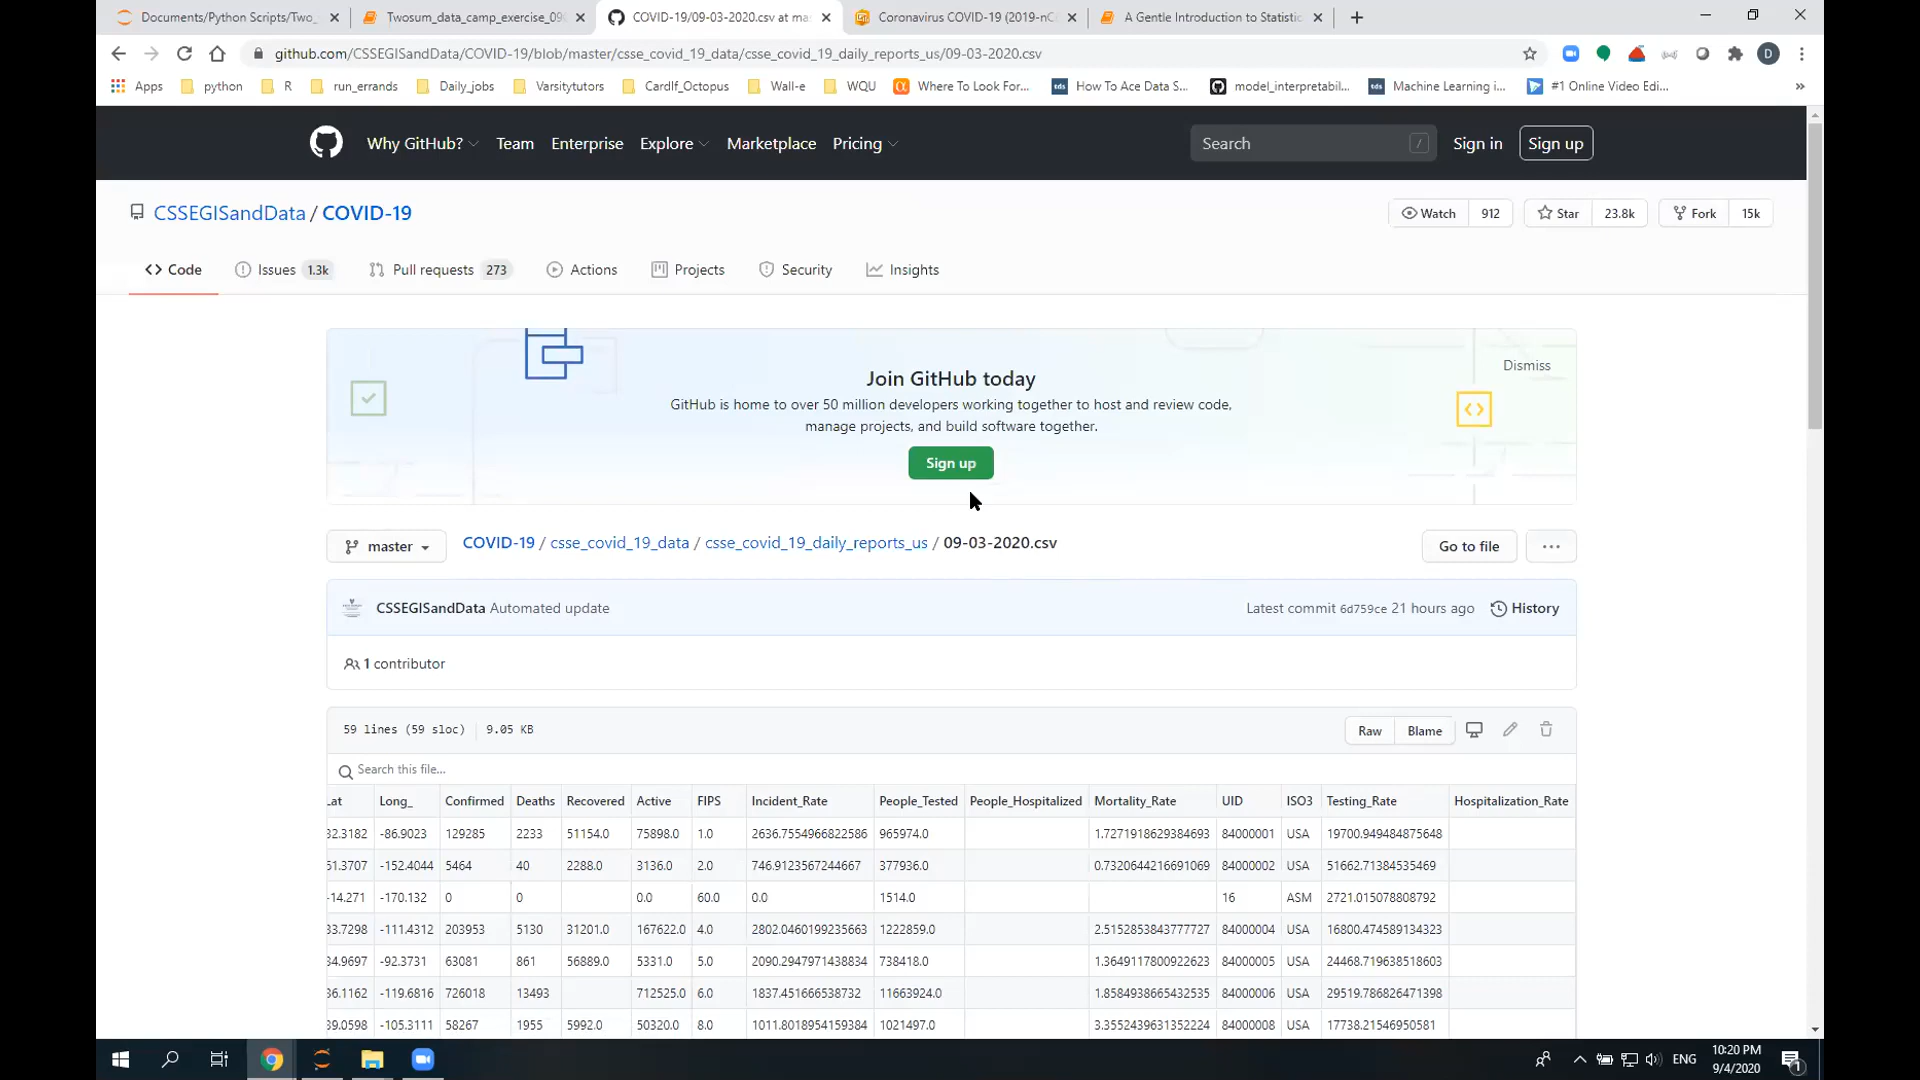 Documents/Python Scripts/Two_
Twosum_data_camp_exercise_090
COVID-19/09-03-2020.csv at mas
Coronavirus COVID-19 (2019-nCo
A Gentle Introduction to Statistic
github.com/CSSEGISandData/COVID-19/blob/master/csse_covid_19_data/csse_covid_19_daily_reports_us/09-03-2020.csv
D
Apps python R run_errands Daily_jobs Varsitytutors Cardlf_Octopus Wall-e WQU Where To Look For... How To Ace Data S... model_interpretabil... Machine Learning i... #1 Online Video Edi... »
Why GitHub? Team Enterprise Explore Marketplace Pricing Search / Sign in Sign up
CSSEGISandData / COVID-19 Watch 912 Star 23.8k Fork 15k
Code Issues 1.3k Pull requests 273 Actions Projects Security Insights
Dismiss
Join GitHub today
GitHub is home to over 50 million developers working together to host and review code,
manage projects, and build software together.
Sign up
master COVID-19 / csse_covid_19_data / csse_covid_19_daily_reports_us / 09-03-2020.csv Go to file ...
CSSEGISandData Automated update Latest commit 6d759ce 21 hours ago History
1 contributor
59 lines (59 sloc) 9.05 KB Raw Blame
Search this file...
Lat Long_ Confirmed Deaths Recovered Active FIPS Incident_Rate People_Tested People_Hospitalized Mortality_Rate UID ISO3 Testing_Rate Hospitalization_Rate
32.3182 -86.9023 129285 2233 51154.0 75898.0 1.0 2636.7554966822586 965974.0 1.7271918629384693 84000001 USA 19700.949484875648
61.3707 -152.4044 5464 40 2288.0 3136.0 2.0 746.9123567244667 377936.0 0.7320644216691069 84000002 USA 51662.71384535469
-14.271 -170.132 0 0 0.0 60.0 0.0 1514.0 16 ASM 2721.015078808792
33.7298 -111.4312 203953 5130 31201.0 167622.0 4.0 2802.0460199235663 1222859.0 2.5152853843777727 84000004 USA 16800.474589134323
34.9697 -92.3731 63081 861 56889.0 5331.0 5.0 2090.2947971438834 738418.0 1.3649117800922623 84000005 USA 24468.719638518603
36.1162 -119.6816 726018 13493 712525.0 6.0 1837.451666538732 11663924.0 1.8584938665432535 84000006 USA 29519.786826471398
39.0598 -105.3111 58267 1955 5992.0 50320.0 8.0 1011.8018954159384 1021497.0 3.3552439631352224 84000008 USA 17738.21546950581
ENG 10:20 PM 1
9/4/2020